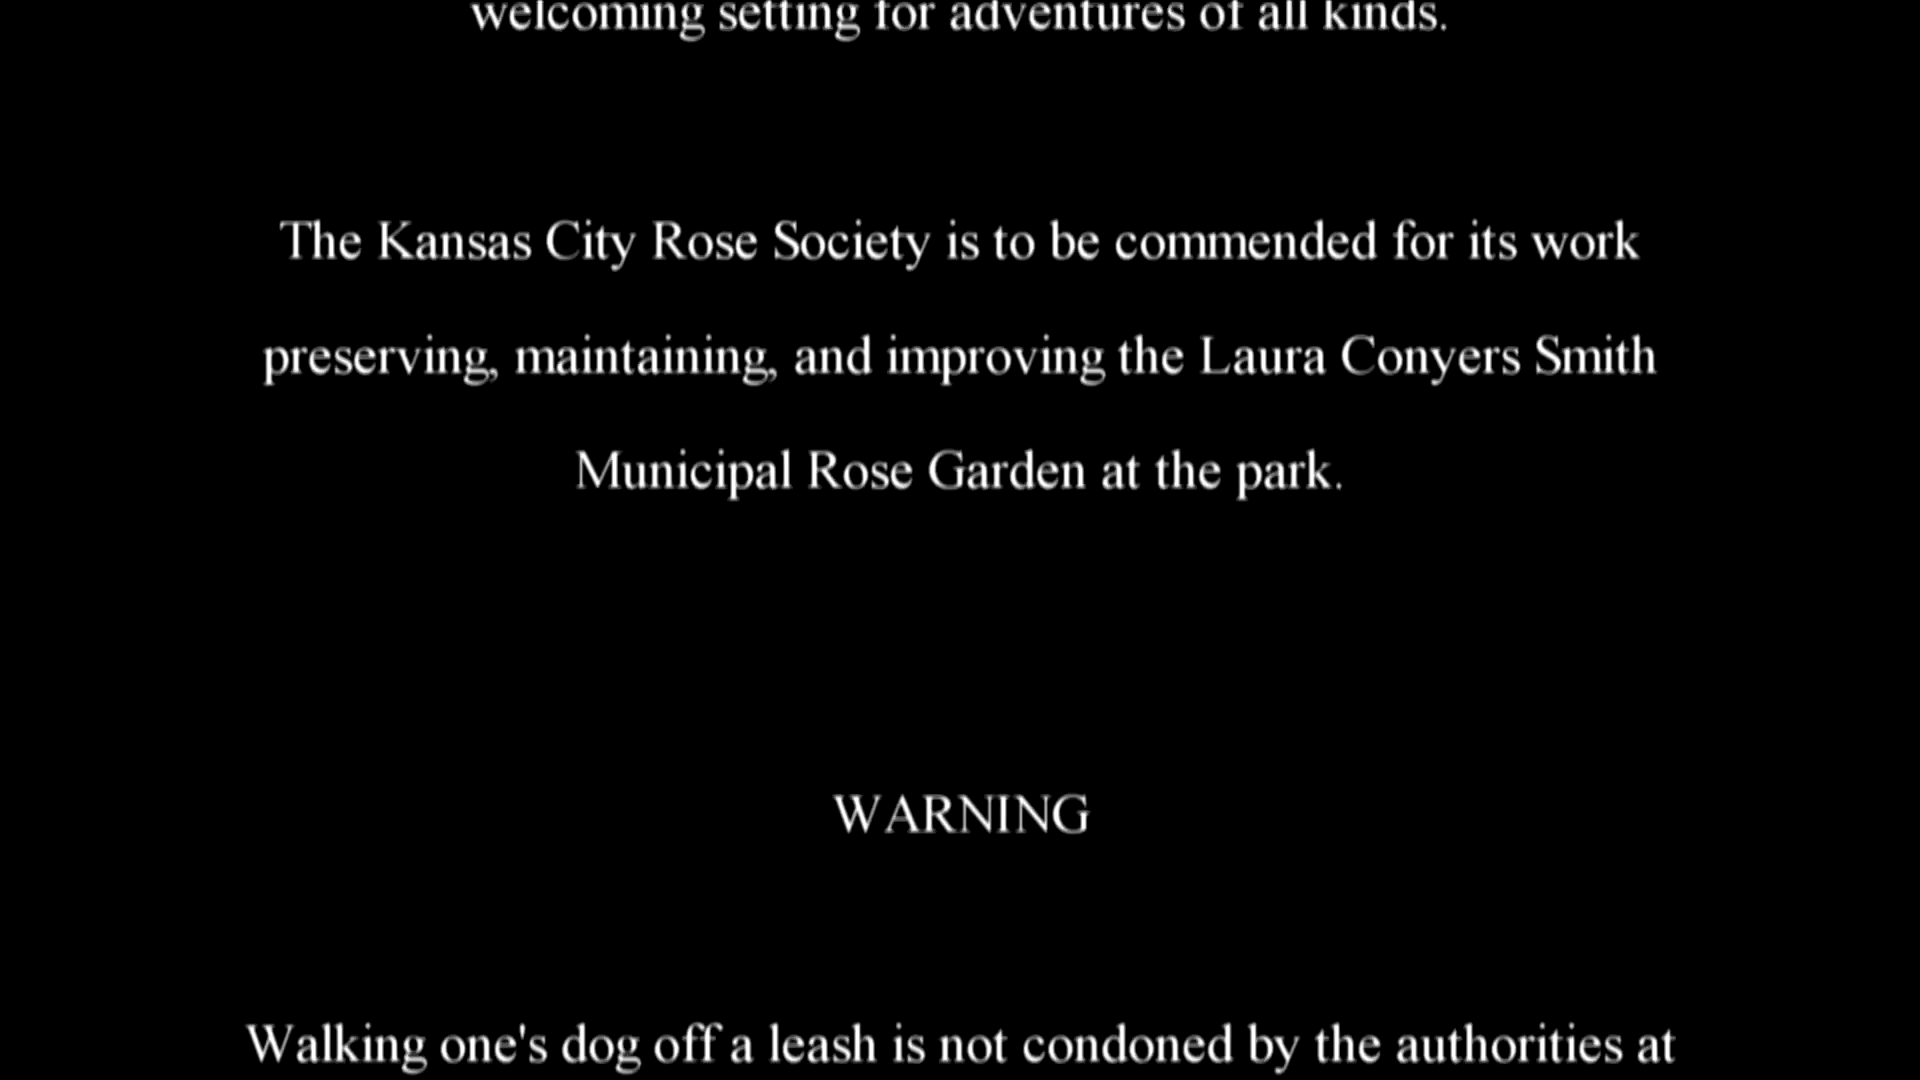 welcoming setting for adventures of all kinds.
The Kansas City Rose Society is to be commended for its work
preserving, maintaining, and improving the Laura Conyers Smith
Municipal Rose Garden at the park.
WARNING
Walking one's dog off a leash is not condoned by the authorities at